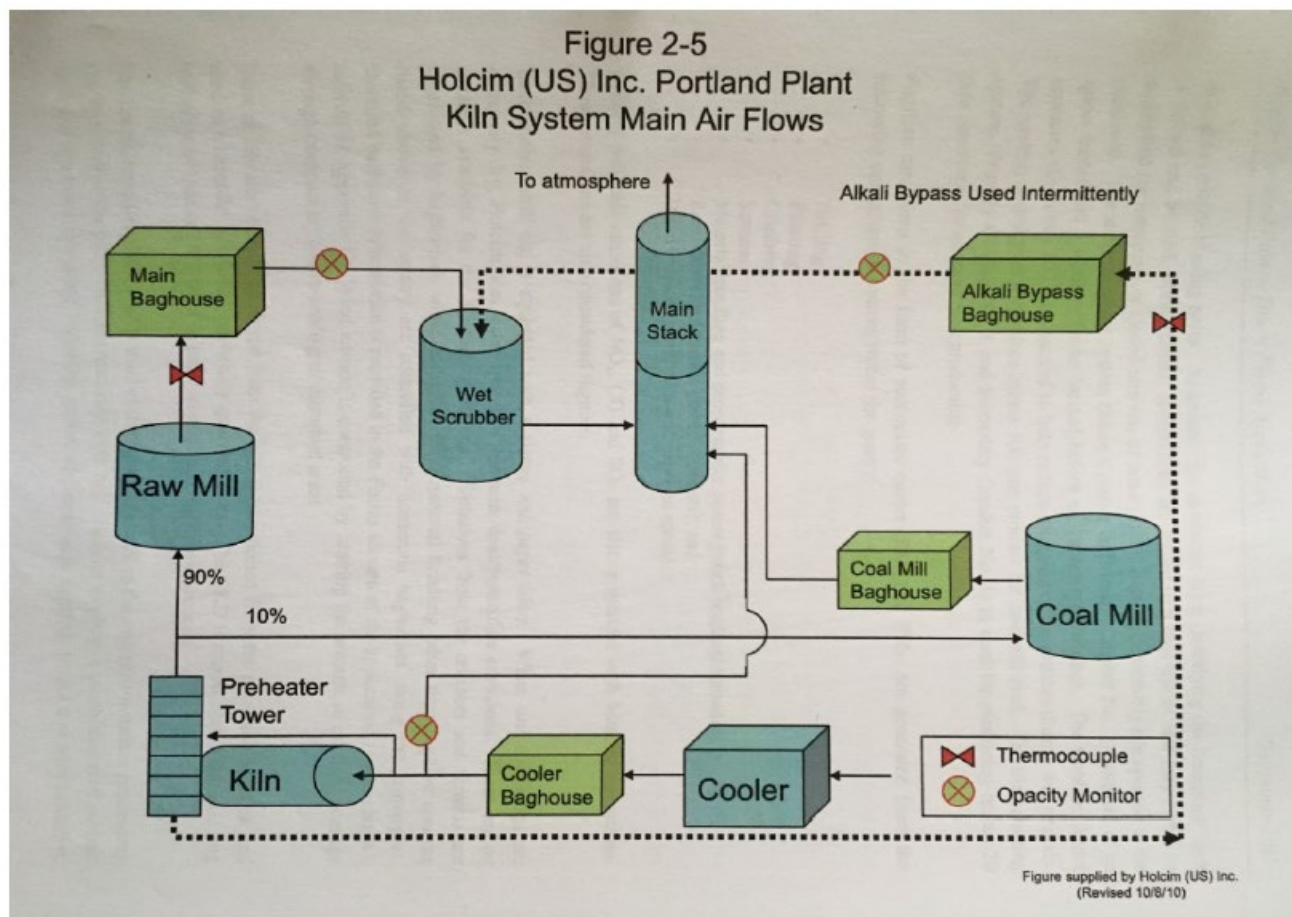 Figure 2-5
Holcim (US) Inc. Portland Plant
Kiln System Main Air Flows
To atmosphere
Alkali Bypass Used Intermittently
Main
Baghouse
Main
Stack
Alkali Bypass
Baghouse
Wet
Scrubber
Raw Mill
Coal Mill
Baghouse
Coal Mill
90%
10%
Preheater
Tower
Kiln
Cooler
Baghouse
Cooler
Thermocouple
Opacity Monitor
Figure supplied by Holcim (US) Inc.
(Revised 10/8/10)